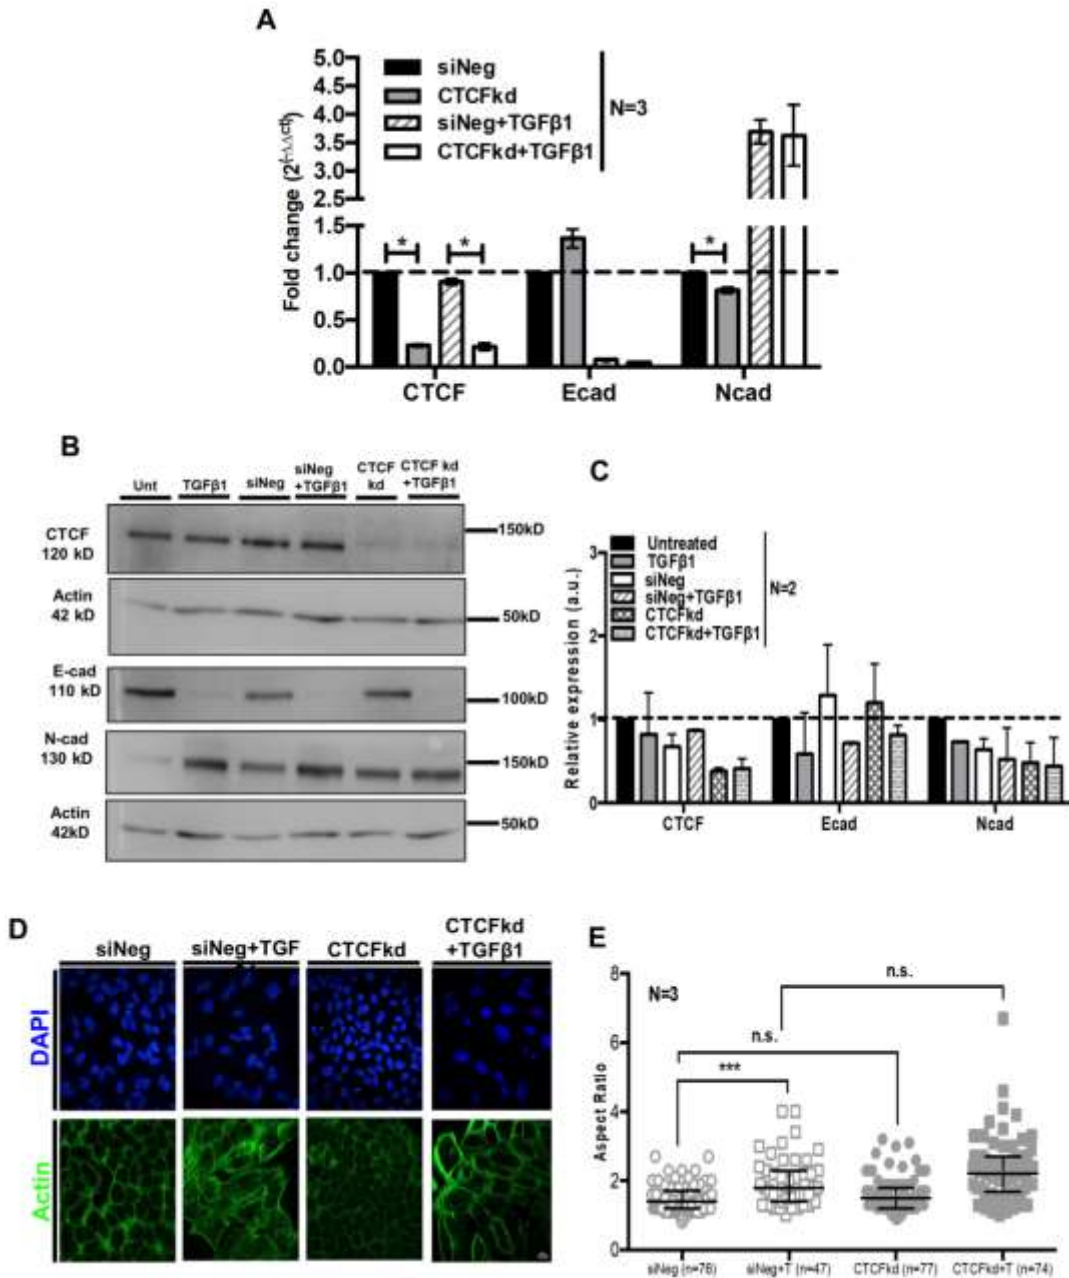 A
5.0
4.5
4.0
3.5
3.0
2.5
1.5
1.0
0.5
0.0
Fold change (2^(-ΔΔct))
siNeg
CTCFkd
siNeg+TGFβ1
CTCFkd+TGFβ1
N=3
* * *
CTCF Ecad Ncad
B
Unt TGFβ1 siNeg siNeg +TGFβ1 CTCF kd CTCF kd +TGFβ1
CTCF
120 kD
150kD
Actin
42 kD
50kD
E-cad
110 kD
100kD
N-cad
130 kD
150kD
Actin
42kD
50kD
C
3
2
1
0
Relative expression (a.u.)
Untreated
TGFβ1
siNeg
siNeg+TGFβ1
CTCFkd
CTCFkd+TGFβ1
N=2
CTCF Ecad Ncad
D
siNeg siNeg+TGF CTCFkd CTCFkd +TGFβ1
DAPI
Actin
E
8
6
4
2
0
Aspect Ratio
N=3
n.s.
n.s.
***
siNeg (n=76) siNeg+T (n=47) CTCFkd (n=77) CTCFkd+T (n=74)